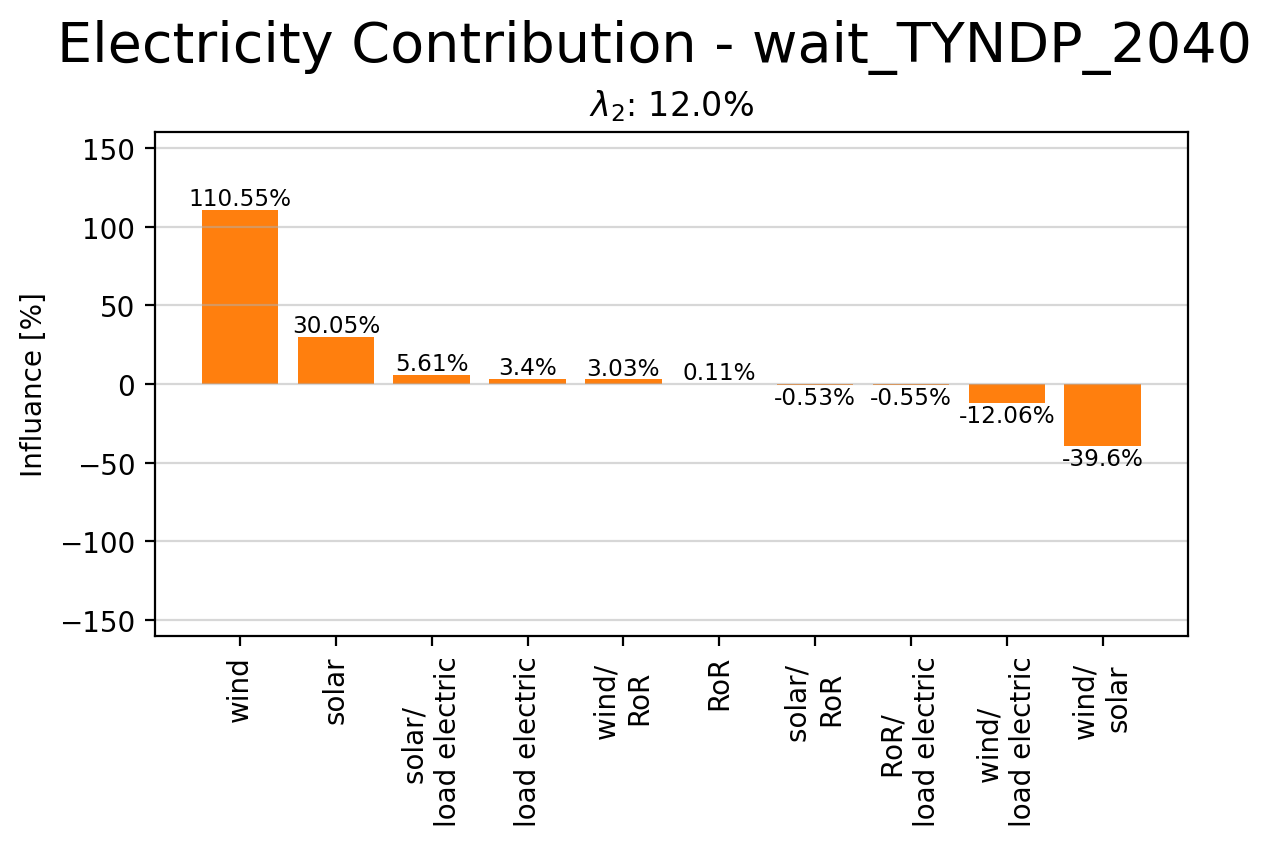 Electricity Contribution - wait_TYNDP_2040
λ₂: 12.0%
Influance [%]
150
100
50
0
−50
−100
−150
110.55%
30.05%
5.61%
3.4%
3.03%
0.11%
-0.53%
-0.55%
-12.06%
-39.6%
wind
solar
solar/
load electric
load electric
wind/
RoR
RoR
solar/
RoR
RoR/
load electric
wind/
load electric
wind/
solar